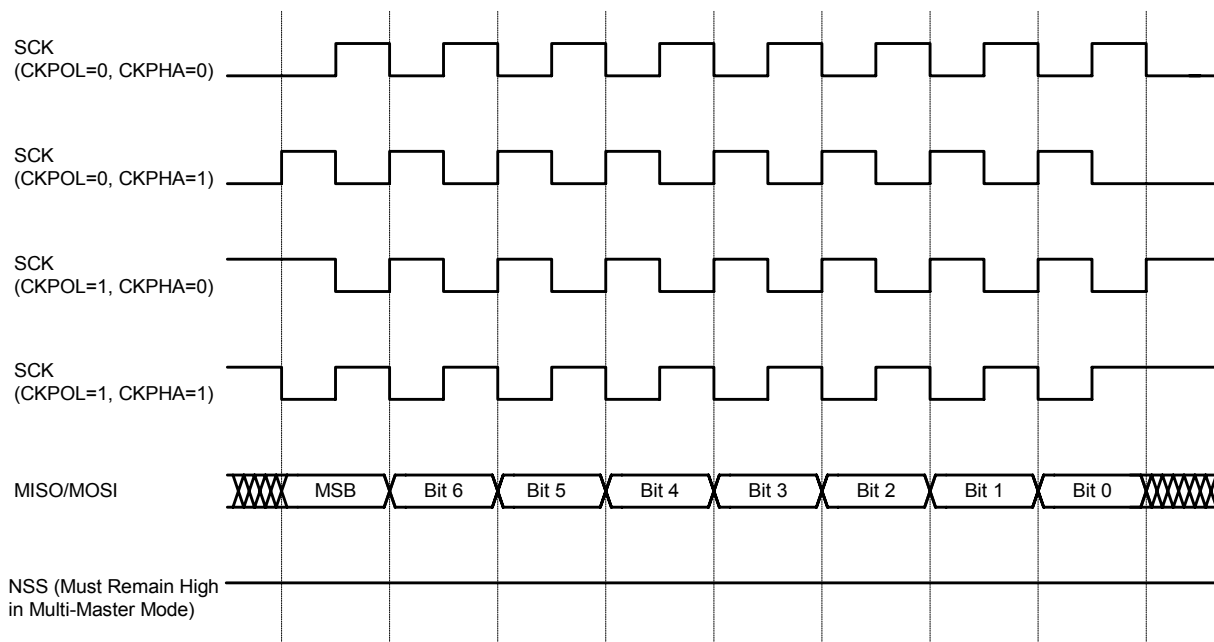 SCK
(CKPOL=0, CKPHA=0)
SCK
(CKPOL=0, CKPHA=1)
SCK
(CKPOL=1, CKPHA=0)
SCK
(CKPOL=1, CKPHA=1)
MISO/MOSI
MSB
Bit 6
Bit 5
Bit 4
Bit 3
Bit 2
Bit 1
Bit 0
NSS (Must Remain High
in Multi-Master Mode)